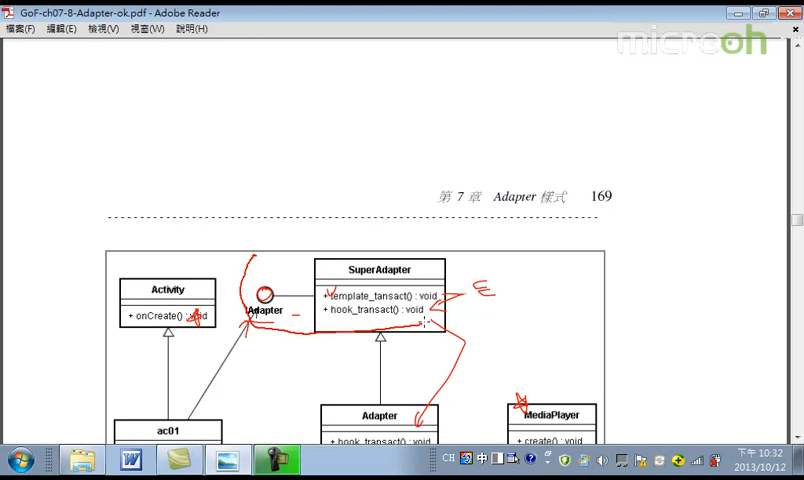 GoF-ch07-8-Adapter-ok.pdf - Adobe Reader
檔案(F) 編輯(E) 檢視(V) 視窗(W) 說明(H)
microoh
第 7 章 Adapter 樣式 169
SuperAdapter
+ template_tansact() : void
+ hook_transact() : void
Activity
+ onCreate() : void
Adapter
ac01
Adapter
+ hook_transact() : void
MediaPlayer
+ create() : void
CH 中
下午 10:32
2013/10/12